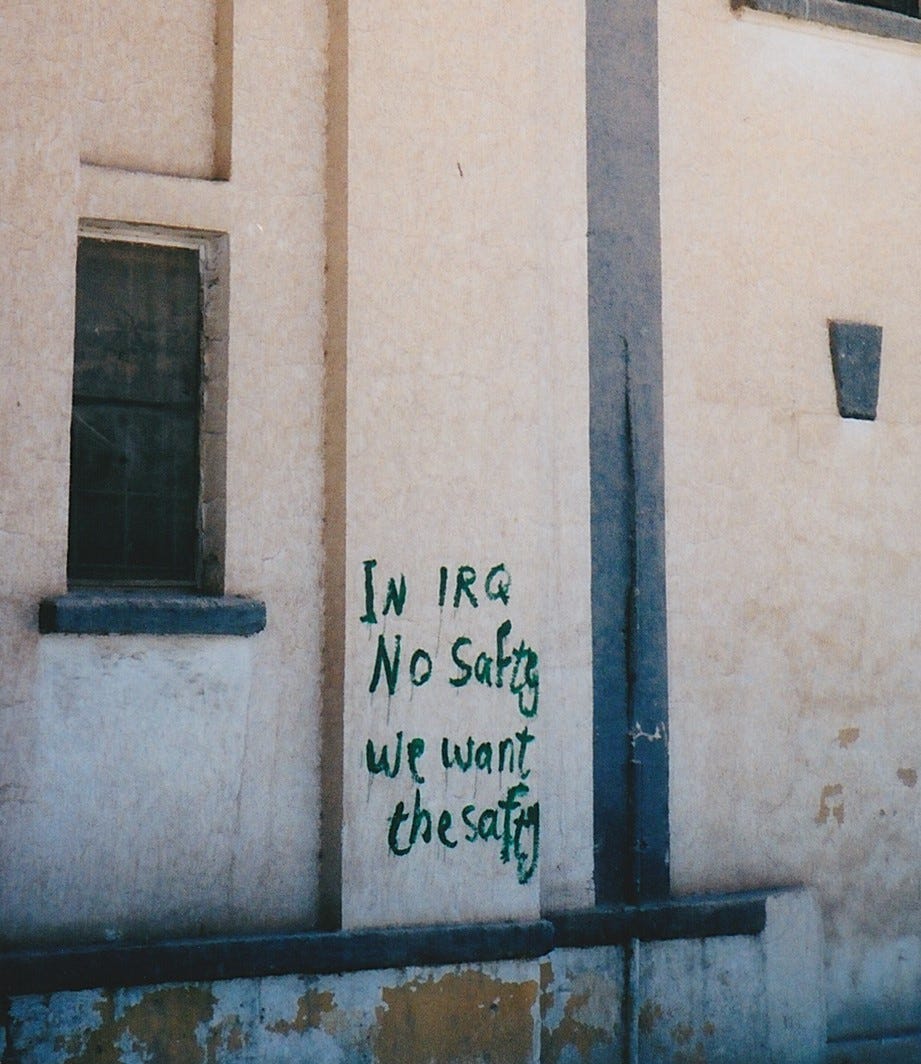 IN IRQ
No Safty
we want
the safty